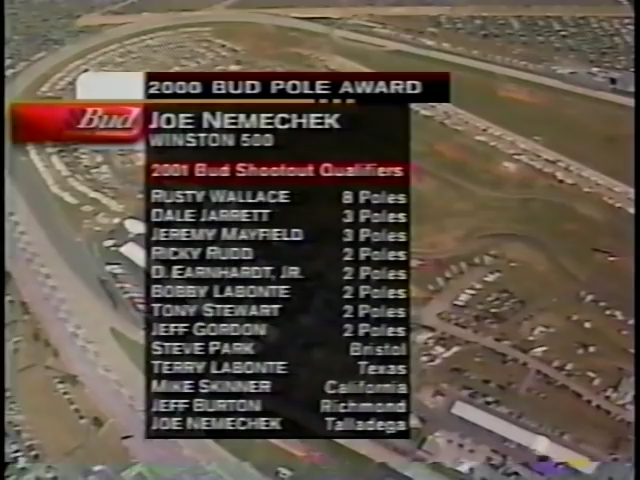 2000 BUD POLE AWARD
Bud
JOE NEMECHEK
WINSTON 500
2001 Bud Shootout Qualifiers
RUSTY WALLACE 8 Poles
DALE JARRETT 3 Poles
JEREMY MAYFIELD 3 Poles
RICKY RUDD 2 Poles
D. EARNHARDT, JR. 2 Poles
BOBBY LABONTE 2 Poles
TONY STEWART 2 Poles
JEFF GORDON 2 Poles
STEVE PARK Bristol
TERRY LABONTE Texas
MIKE SKINNER California
JEFF BURTON Richmond
JOE NEMECHEK Talladega